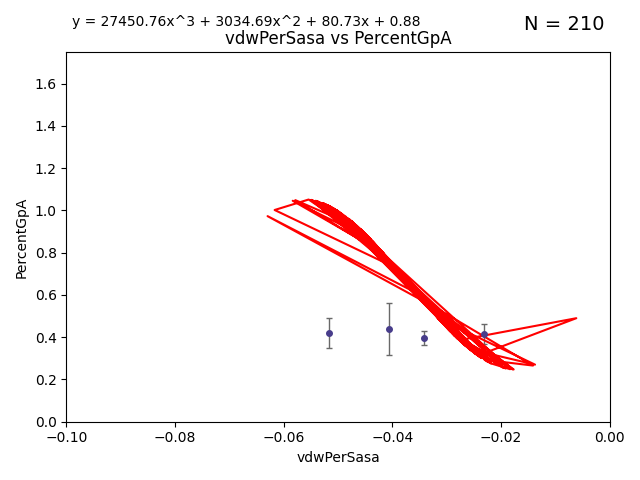 y = 27450.76x^3 + 3034.69x^2 + 80.73x + 0.88
N = 210
vdwPerSasa vs PercentGpA
1.6
1.4
1.2
1.0
0.8
0.6
0.4
0.2
0.0
PercentGpA
−0.10 −0.08 −0.06 −0.04 −0.02 0.00
vdwPerSasa